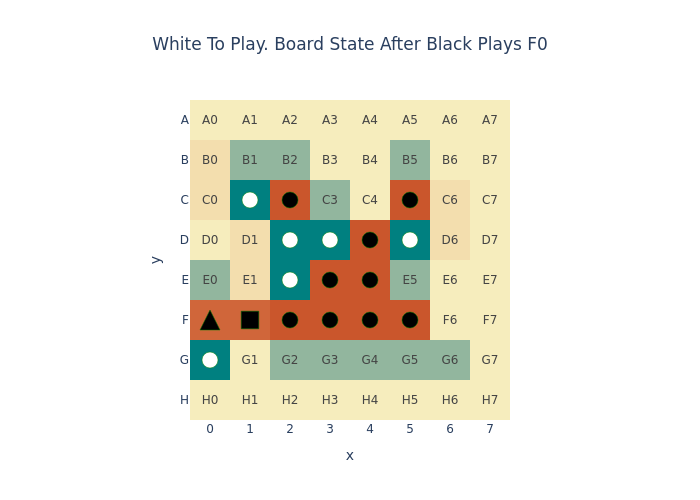 White To Play. Board State After Black Plays F0
A A0 A1 A2 A3 A4 A5 A6 A7
B B0 B1 B2 B3 B4 B5 B6 B7
C C0 C3 C4 C6 C7
D D0 D1 D6 D7
y
E E0 E1 E5 E6 E7
F F6 F7
G G1 G2 G3 G4 G5 G6 G7
H H0 H1 H2 H3 H4 H5 H6 H7
0 1 2 3 4 5 6 7
x